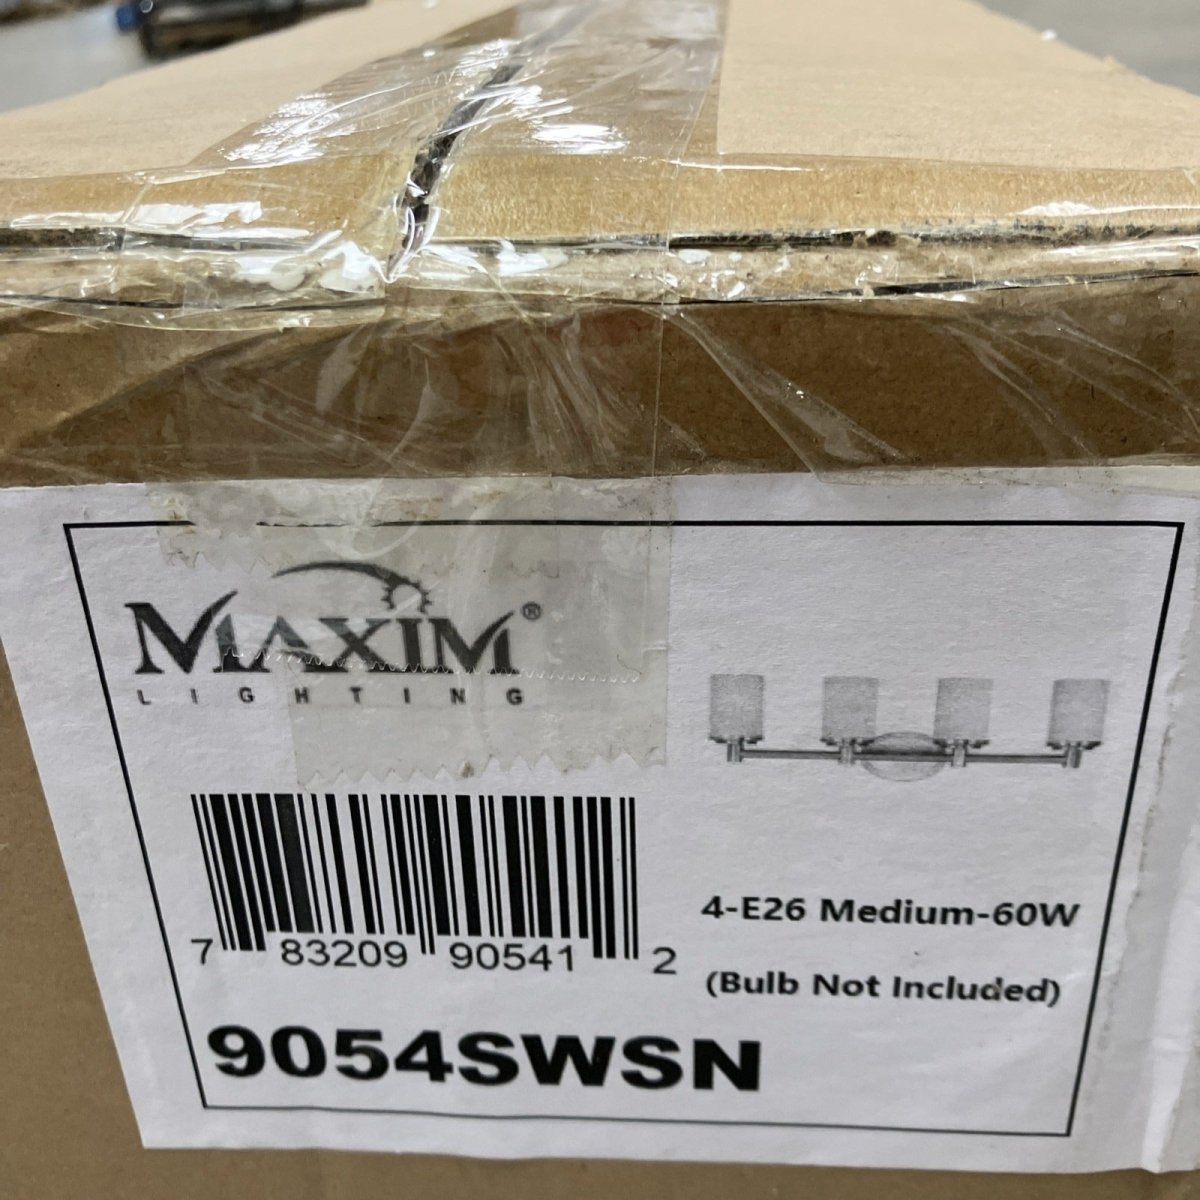 MAXIM®
LIGHTING
7 83209 90541 2
4-E26 Medium-60W
(Bulb Not Included)
9054SWSN